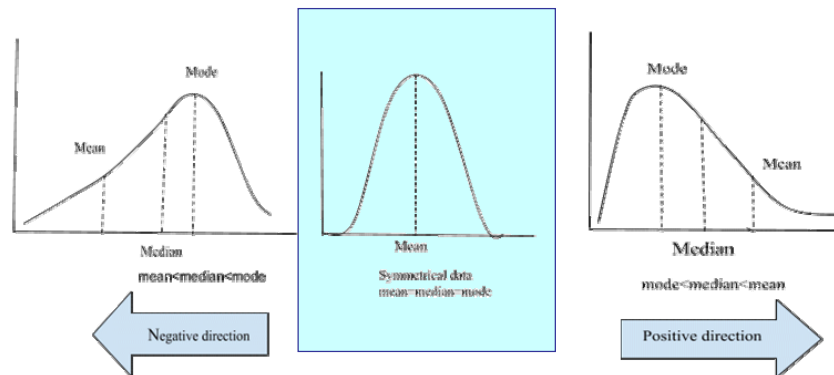 Mode
Mean
Median
mean<median<mode
Negative direction
Mean
Symmetrical data
mean=median=mode
Mode
Mean
Median
mode<median<mean
Positive direction